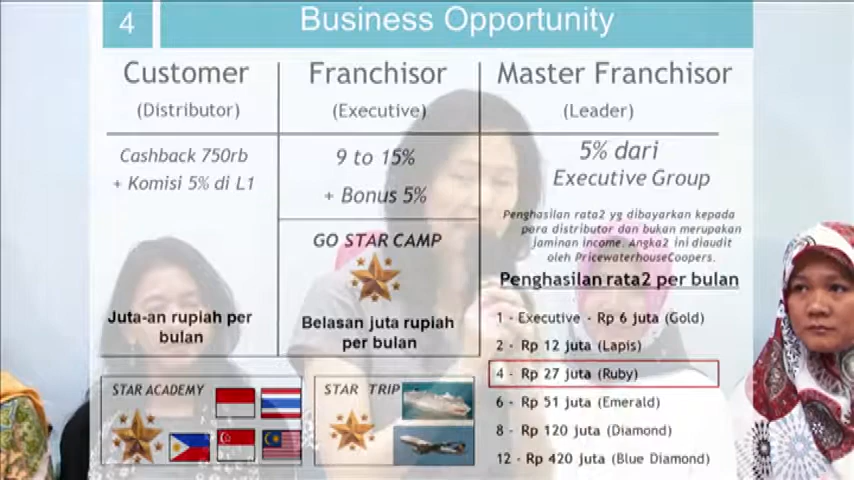 4
Business Opportunity
Customer
(Distributor)
Cashback 750rb
+ Komisi 5% di L1
Juta-an rupiah per
bulan
Franchisor
(Executive)
9 to 15%
+ Bonus 5%
GO STAR CAMP
Belasan juta rupiah
per bulan
Master Franchisor
(Leader)
5% dari
Executive Group
Penghasilan rata2 yg dibayarkan kepada
para distributor dan bukan merupakan
jaminan income. Angka2 ini diaudit
oleh PricewaterhouseCoopers.
Penghasilan rata2 per bulan
1 - Executive - Rp 6 juta (Gold)
2 - Rp 12 juta (Lapis)
4 - Rp 27 juta (Ruby)
6 - Rp 51 juta (Emerald)
8 - Rp 120 juta (Diamond)
12 - Rp 420 juta (Blue Diamond)
STAR ACADEMY
STAR TRIP